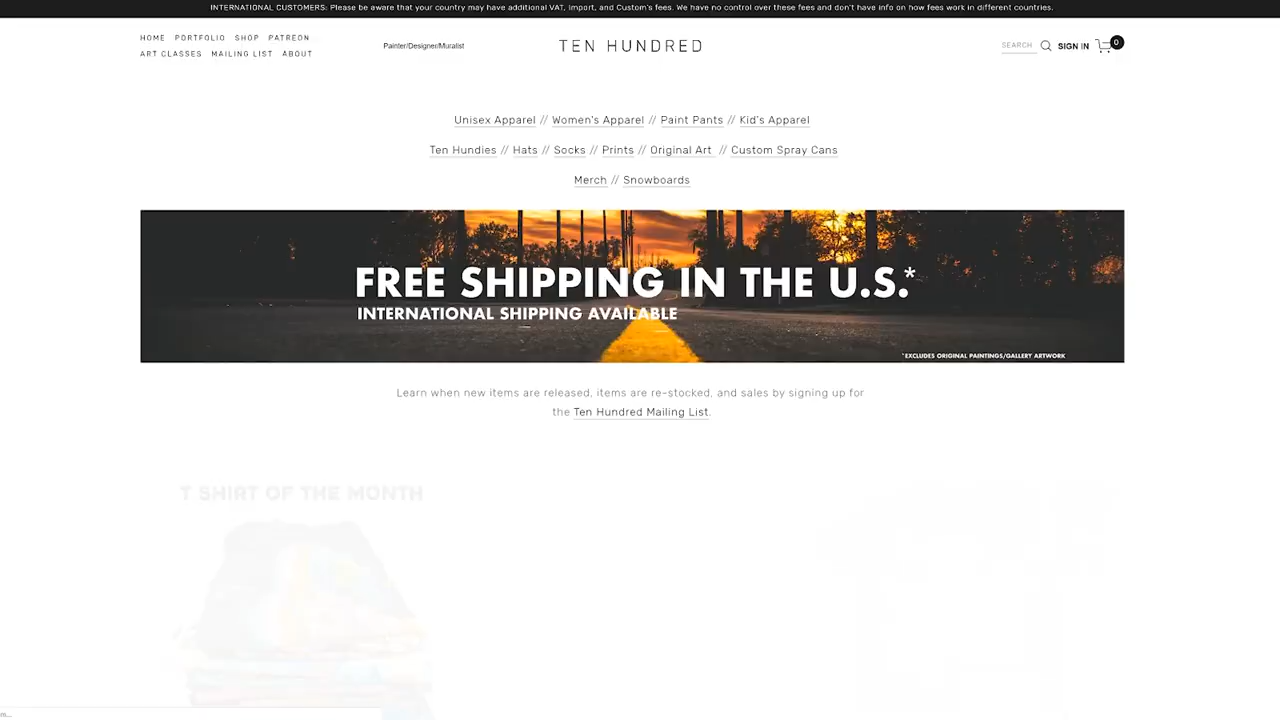 INTERNATIONAL CUSTOMERS: Please be aware that your country may have additional VAT, Import, and Custom's fees. We have no control over these fees and don't have info on how fees work in different countries.
HOME PORTFOLIO SHOP PATREON
ART CLASSES MAILING LIST ABOUT
Painter/Designer/Muralist
TEN HUNDRED
SEARCH SIGN IN 0
Unisex Apparel // Women's Apparel // Paint Pants // Kid's Apparel
Ten Hundies // Hats // Socks // Prints // Original Art // Custom Spray Cans
Merch // Snowboards
FREE SHIPPING IN THE U.S.*
INTERNATIONAL SHIPPING AVAILABLE
*EXCLUDES ORIGINAL PAINTINGS/GALLERY ARTWORK
Learn when new items are released, items are re-stocked, and sales by signing up for
the Ten Hundred Mailing List.
T SHIRT OF THE MONTH